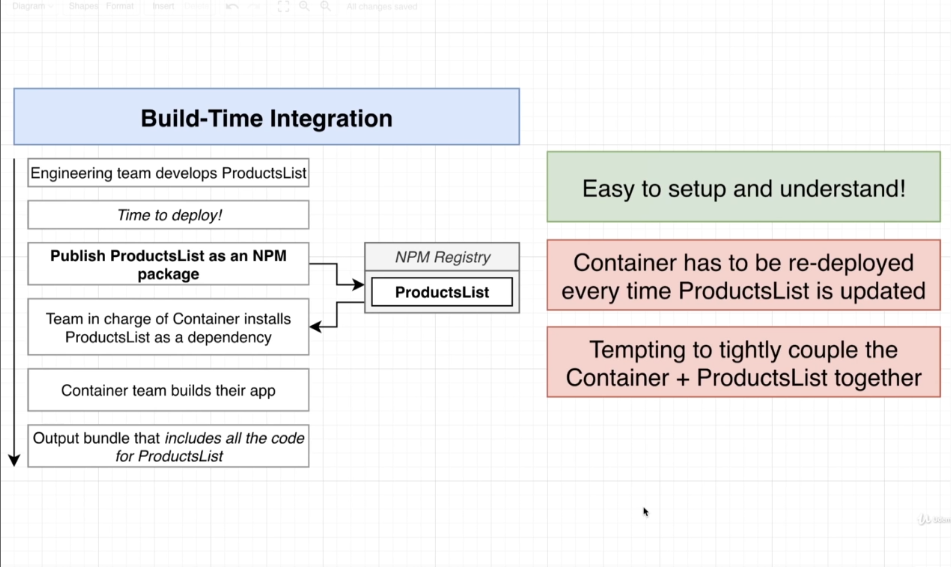 Diagram
Shapes Format Insert
All changes saved
Build-Time Integration
Engineering team develops ProductsList
Time to deploy!
Publish ProductsList as an NPM
package
NPM Registry
ProductsList
Team in charge of Container installs
ProductsList as a dependency
Container team builds their app
Output bundle that includes all the code
for ProductsList
Easy to setup and understand!
Container has to be re-deployed
every time ProductsList is updated
Tempting to tightly couple the
Container + ProductsList together